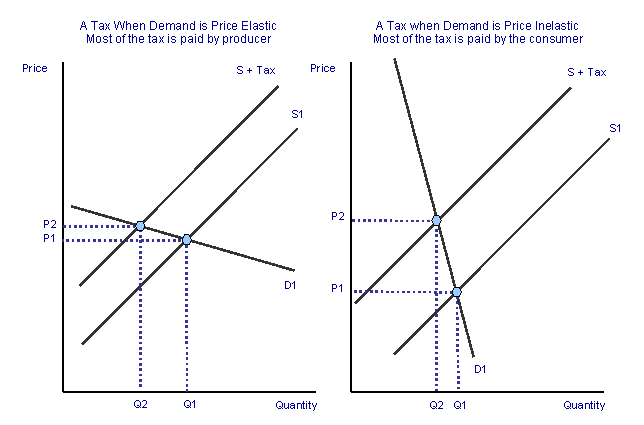 A Tax When Demand is Price Elastic
Most of the tax is paid by producer
Price
S + Tax
S1
P2
P1
D1
Q2
Q1
Quantity
A Tax when Demand is Price Inelastic
Most of the tax is paid by the consumer
Price
S + Tax
S1
P2
P1
D1
Q2
Q1
Quantity